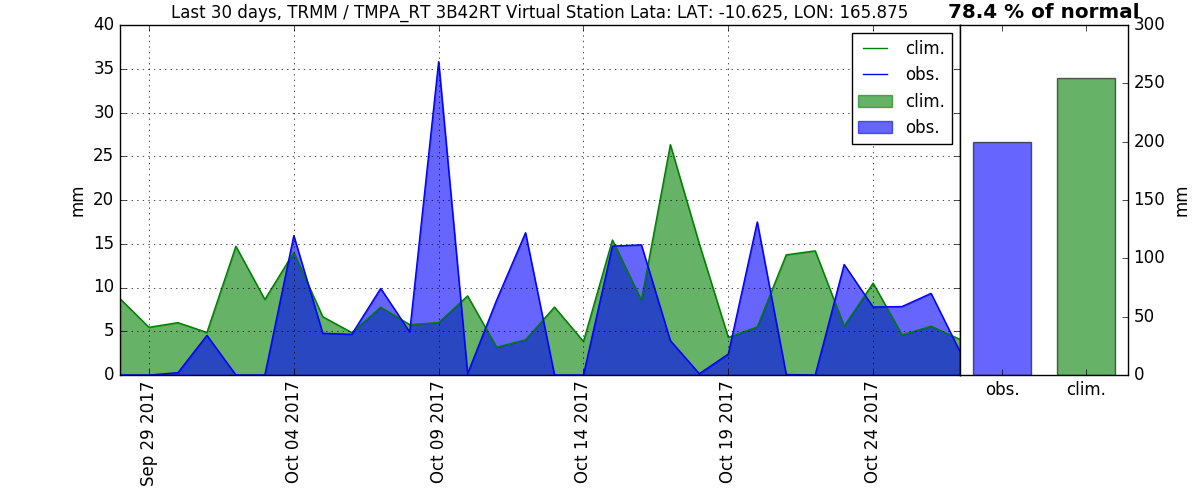 Last 30 days, TRMM / TMPA_RT 3B42RT Virtual Station Lata: LAT: -10.625, LON: 165.875
78.4 % of normal
40
35
30
25
20
15
10
5
0
mm
clim.
obs.
clim.
obs.
Sep 29 2017
Oct 04 2017
Oct 09 2017
Oct 14 2017
Oct 19 2017
Oct 24 2017
300
250
200
150
100
50
0
mm
obs.
clim.